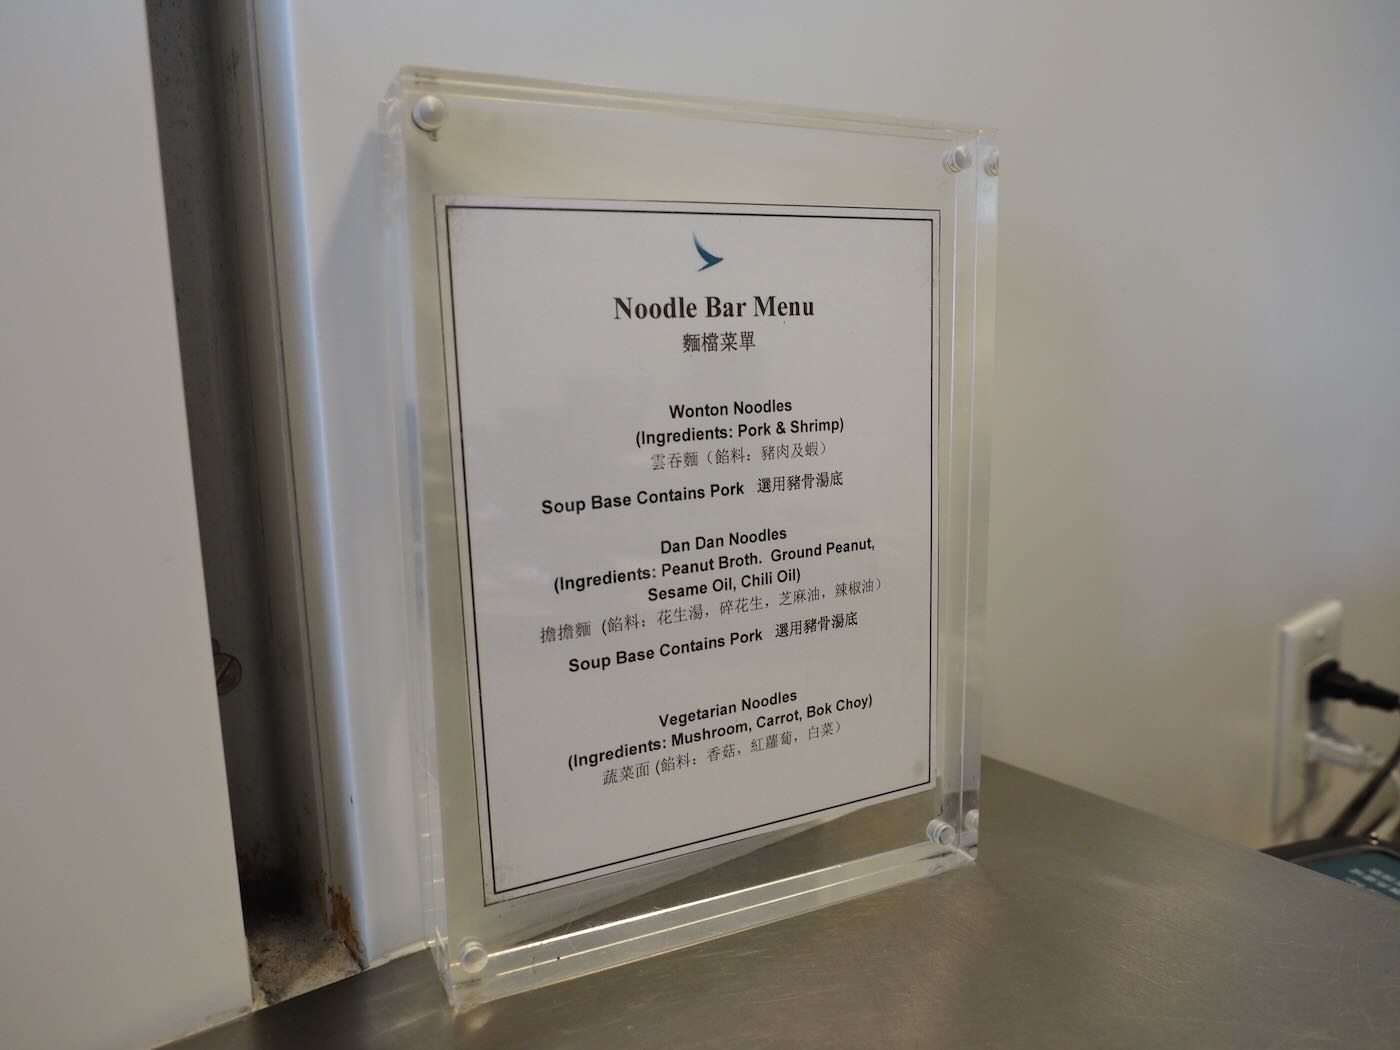 Noodle Bar Menu
麵檔菜單
Wonton Noodles
(Ingredients: Pork & Shrimp)
雲吞麵（餡料：豬肉及蝦）
Soup Base Contains Pork 選用豬骨湯底
Dan Dan Noodles
(Ingredients: Peanut Broth. Ground Peanut,
Sesame Oil, Chili Oil)
擔擔麵 (餡料：花生湯，碎花生，芝麻油，辣椒油）
Soup Base Contains Pork 選用豬骨湯底
Vegetarian Noodles
(Ingredients: Mushroom, Carrot, Bok Choy)
蔬菜面 (餡料：香菇，紅蘿蔔，白菜）